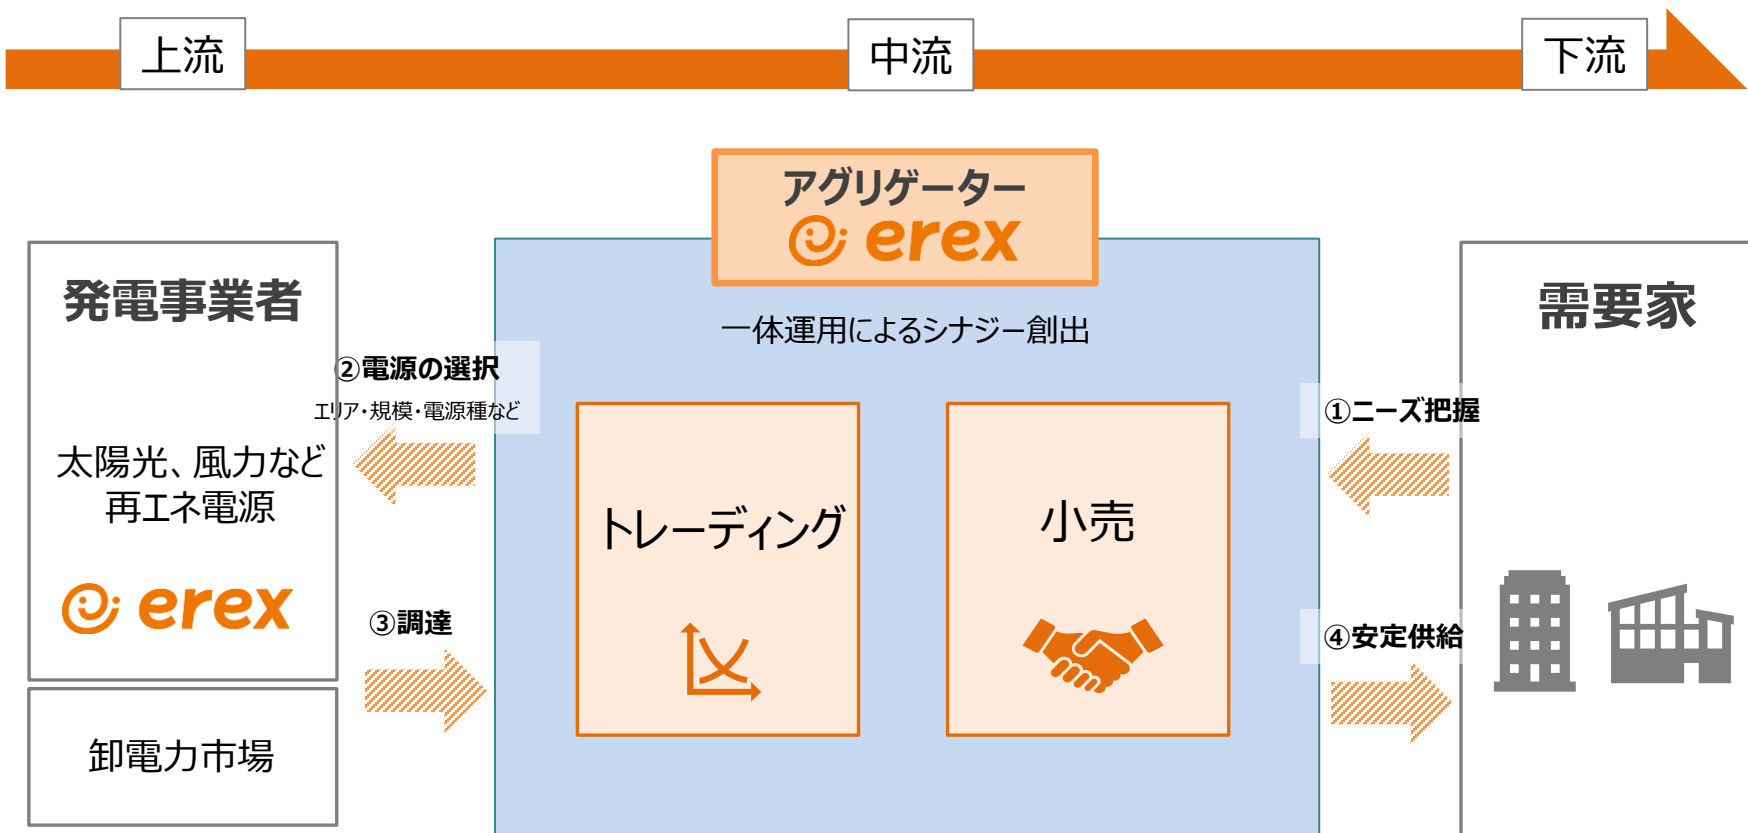 上流
中流
下流
アグリゲーター
erex
発電事業者
太陽光、風力など
再エネ電源
erex
卸電力市場
②電源の選択
エリア・規模・電源種など
③調達
一体運用によるシナジー創出
トレーディング
小売
①ニーズ把握
④安定供給
需要家